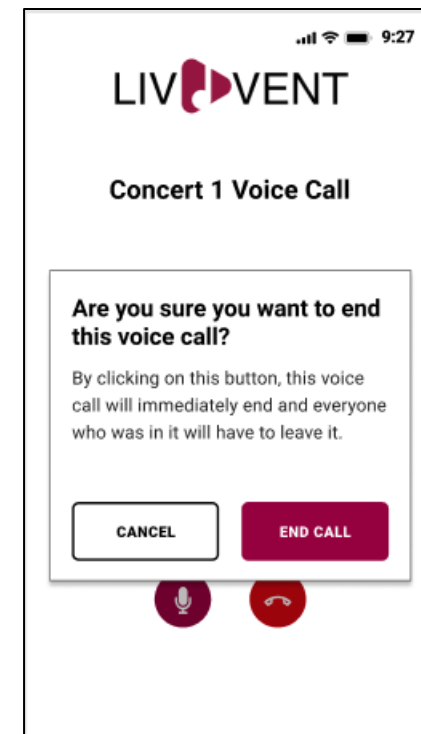 9:27
LIVVENT
Concert 1 Voice Call
Are you sure you want to end
this voice call?
By clicking on this button, this voice
call will immediately end and everyone
who was in it will have to leave it.
CANCEL
END CALL